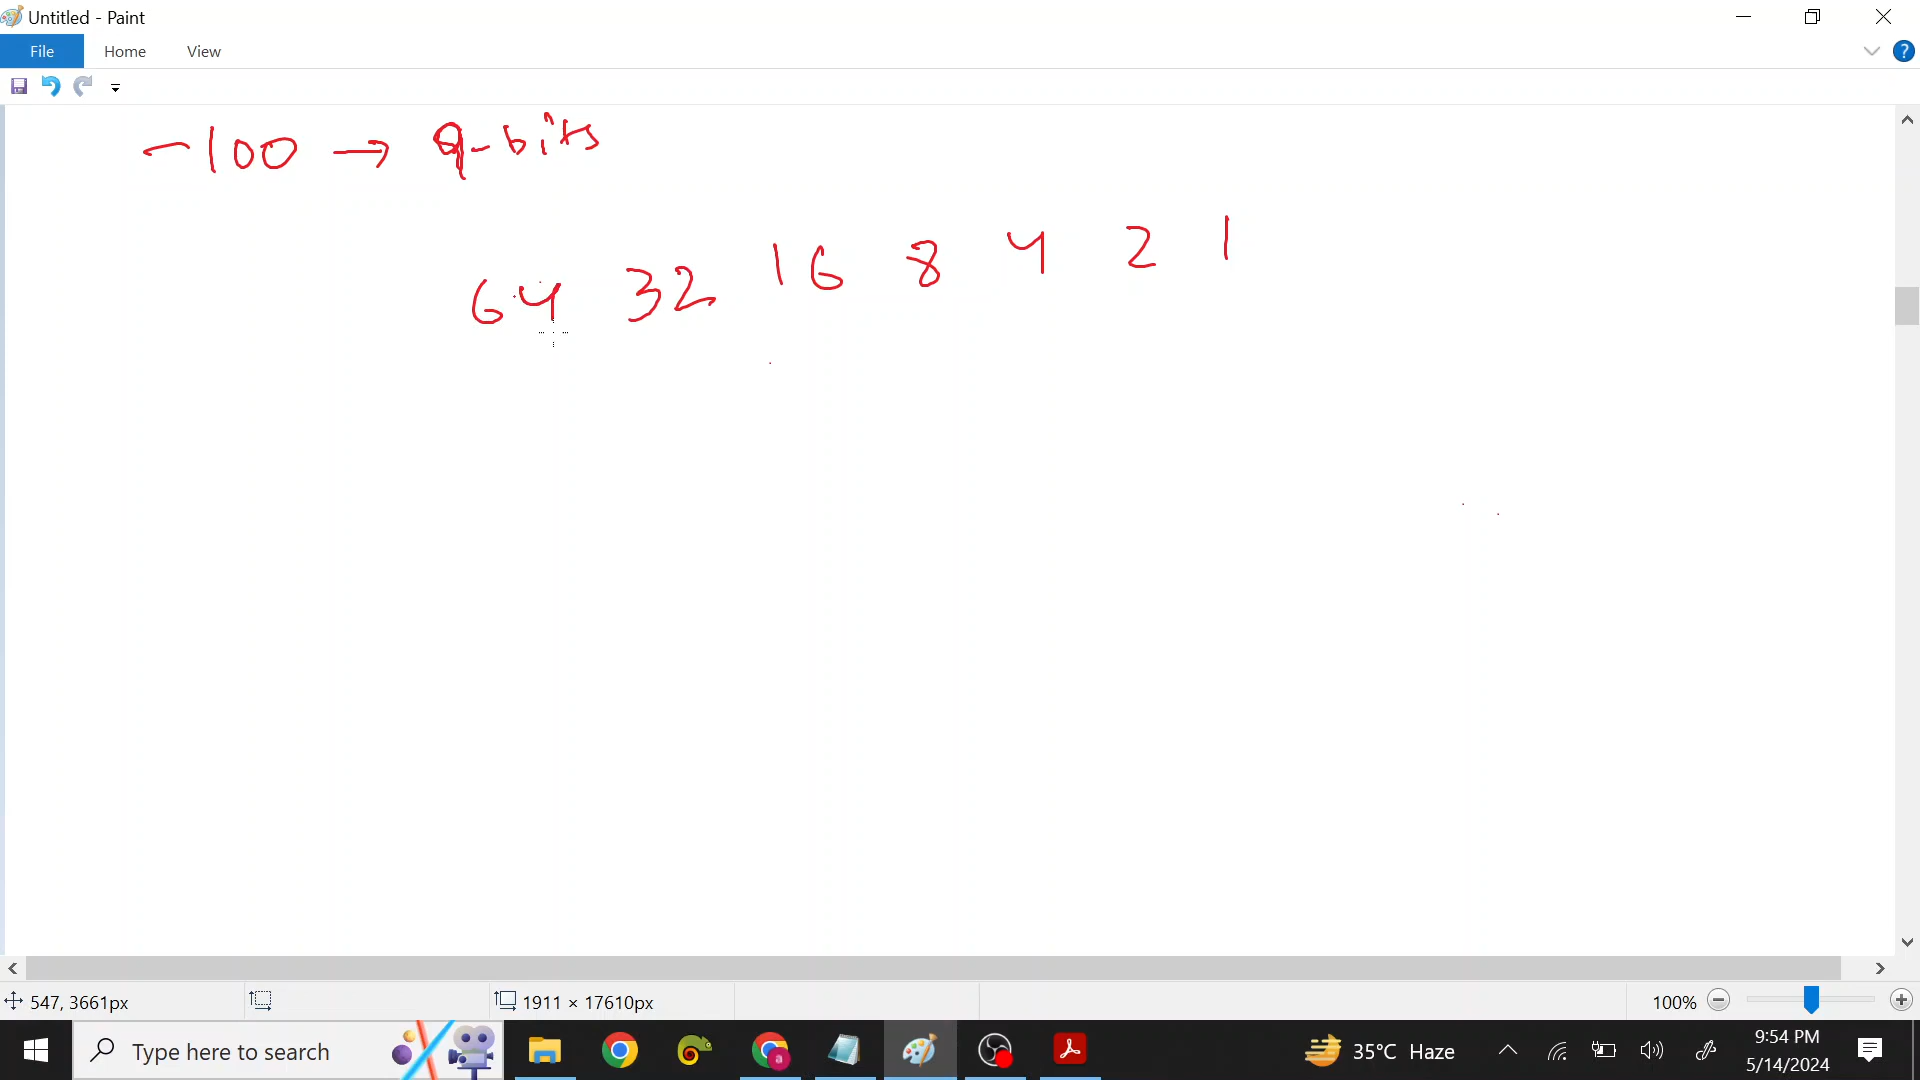 Untitled - Paint
File Home View
-100 → 9-bits
64 32 16 8 4 2 1
547, 3661px
1911 × 17610px
100%
Type here to search
35°C Haze
9:54 PM
5/14/2024